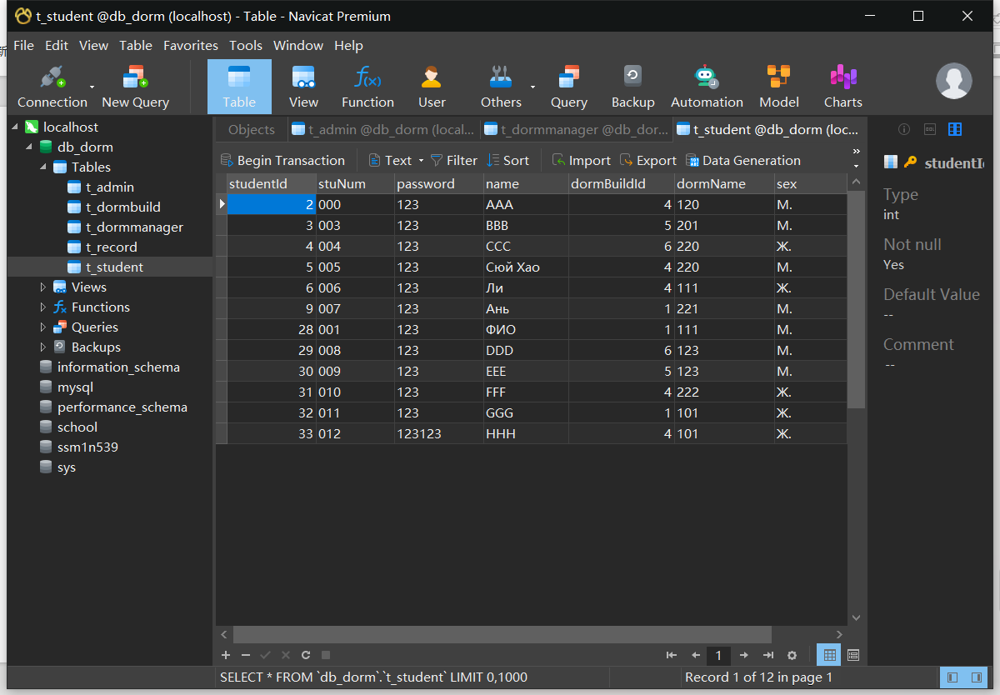 t_student @db_dorm (localhost) - Table - Navicat Premium
File Edit View Table Favorites Tools Window Help
Connection New Query Table View Function User Others Query Backup Automation Model Charts
localhost
db_dorm
Tables
t_admin
t_dormbuild
t_dormmanager
t_record
t_student
Views
Functions
Queries
Backups
information_schema
mysql
performance_schema
school
ssm1n539
sys
Objects t_admin @db_dorm (local... t_dormmanager @db_dor... t_student @db_dorm (loc...
Begin Transaction Text Filter Sort Import Export Data Generation
studentId stuNum password name dormBuildId dormName sex
2 000 123 AAA 4 120 М.
3 003 123 BBB 5 201 М.
4 004 123 CCC 6 220 Ж.
5 005 123 Сюй Хао 4 220 М.
6 006 123 Ли 4 111 Ж.
9 007 123 Ань 1 221 М.
28 001 123 ФИО 1 111 М.
29 008 123 DDD 6 123 М.
30 009 123 EEE 5 123 М.
31 010 123 FFF 4 222 Ж.
32 011 123 GGG 1 101 Ж.
33 012 123123 HHH 4 101 Ж.
1
SELECT * FROM `db_dorm`.`t_student` LIMIT 0,1000
Record 1 of 12 in page 1
Type
int
Not null
Yes
Default Value
--
Comment
--